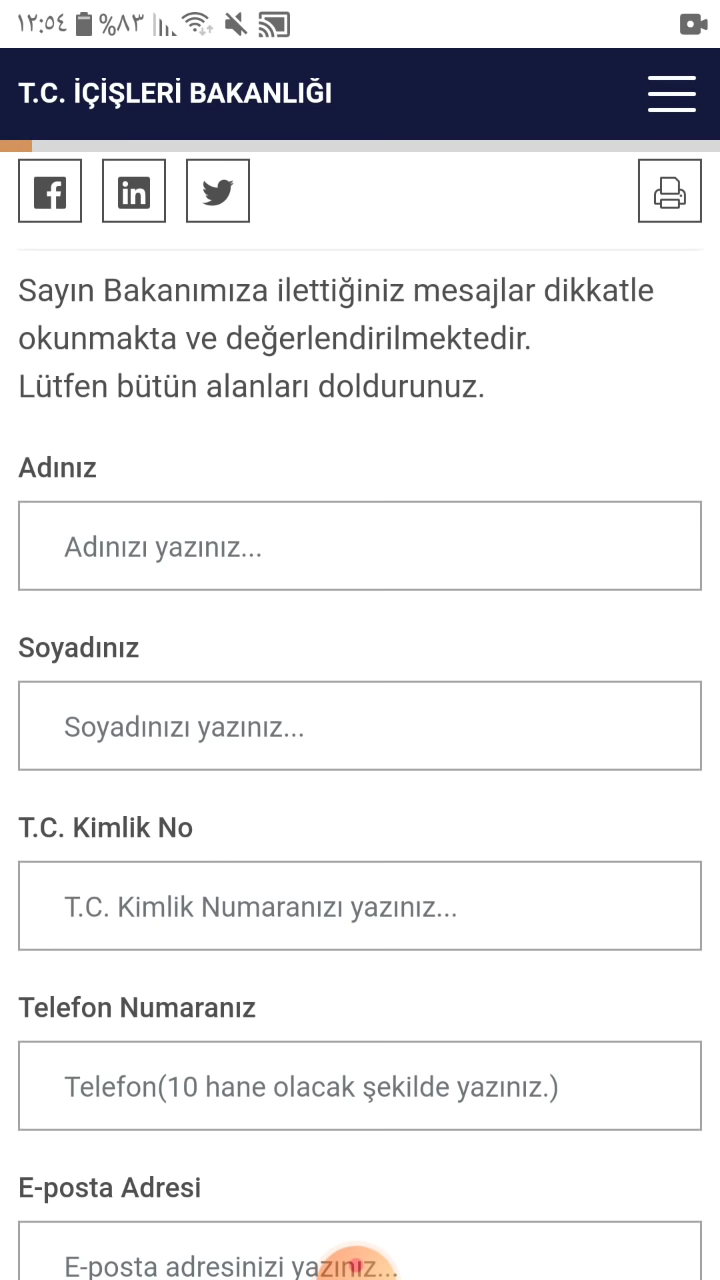 ١٢:٥٤ %٨٣
T.C. İÇİŞLERİ BAKANLIĞI
Sayın Bakanımıza ilettiğiniz mesajlar dikkatle
okunmakta ve değerlendirilmektedir.
Lütfen bütün alanları doldurunuz.
Adınız
Adınızı yazınız...
Soyadınız
Soyadınızı yazınız...
T.C. Kimlik No
T.C. Kimlik Numaranızı yazınız...
Telefon Numaranız
Telefon(10 hane olacak şekilde yazınız.)
E-posta Adresi
E-posta adresinizi yazınız...